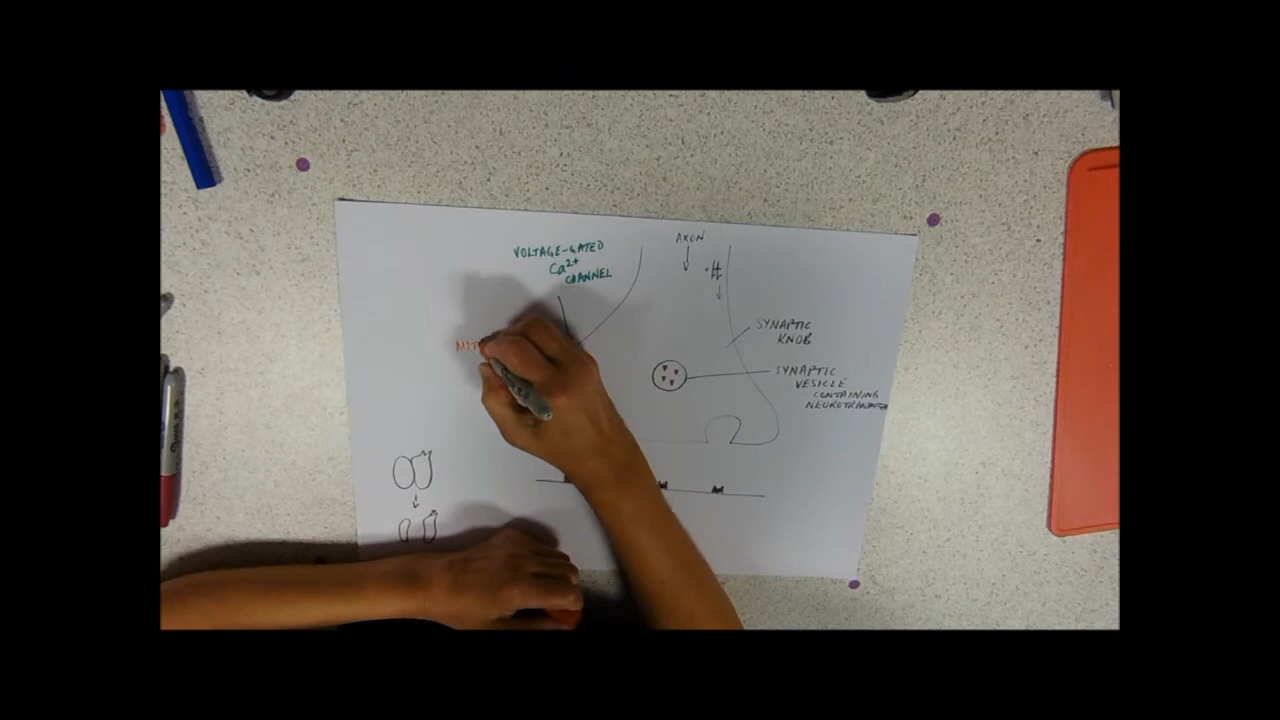 AXON
VOLTAGE-GATED
Ca²⁺
CHANNEL
SYNAPTIC
KNOB
SYNAPTIC
VESICLE
CONTAINING